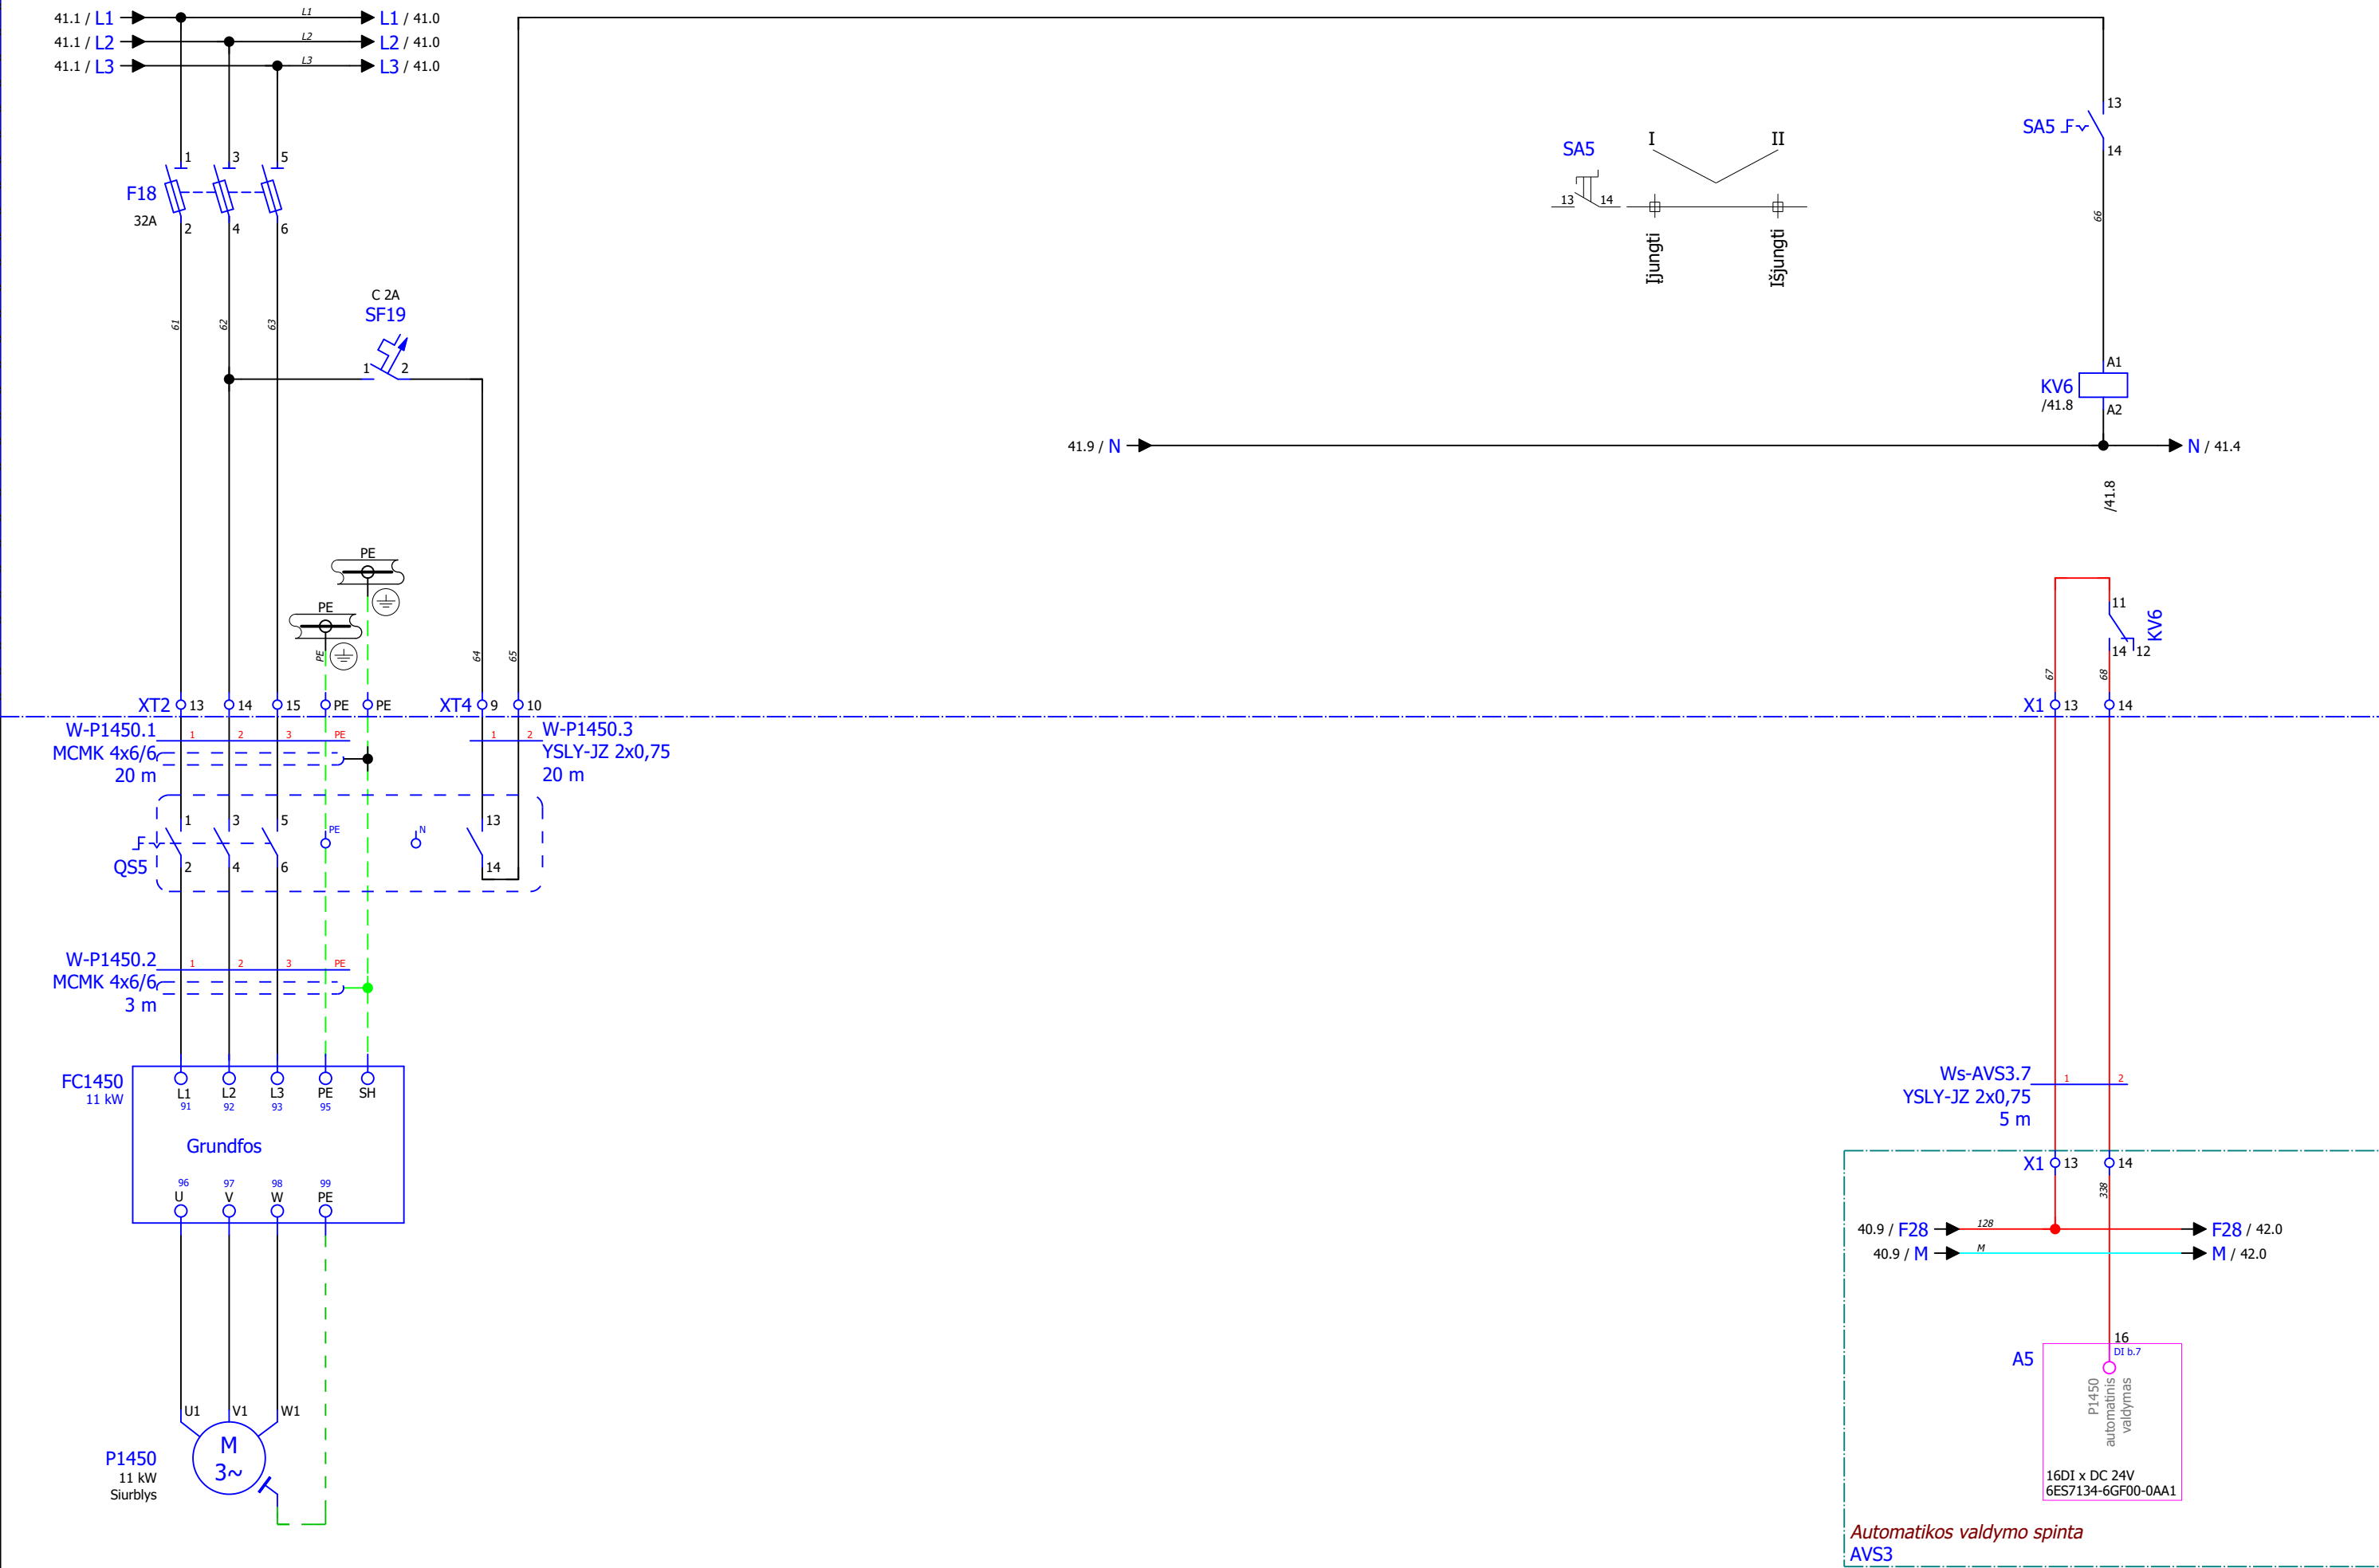 41.1 / L1
L1
L1 / 41.0
41.1 / L2
L2
L2 / 41.0
41.1 / L3
L3
L3 / 41.0
13
SA5
14
I
II
SA5
13
14
Įjungti
Išjungti
66
1
3
5
F18
32A
2
4
6
C 2A
SF19
61
62
63
1
2
A1
KV6
/41.8
A2
41.9 / N
N / 41.4
/41.8
PE
PE
PE
64
65
11
KV6
14
12
67
68
XT2
13
14
15
PE
PE
XT4
9
10
X1
13
14
W-P1450.1
MCMK 4x6/6
20 m
1
2
3
PE
1
2
W-P1450.3
YSLY-JZ 2x0,75
20 m
1
3
5
PE
N
13
QS5
2
4
6
14
W-P1450.2
MCMK 4x6/6
3 m
1
2
3
PE
FC1450
11 kW
L1
L2
L3
PE
SH
91
92
93
95
Grundfos
96
97
98
99
U
V
W
PE
Ws-AVS3.7
YSLY-JZ 2x0,75
5 m
1
2
X1
13
14
338
40.9 / F28
128
F28 / 42.0
40.9 / M
M
M / 42.0
16
A5
DI b.7
P1450
automatinis
valdymas
16DI x DC 24V
6ES7134-6GF00-0AA1
U1
V1
W1
M
3~
P1450
11 kW
Siurblys
Automatikos valdymo spinta
AVS3